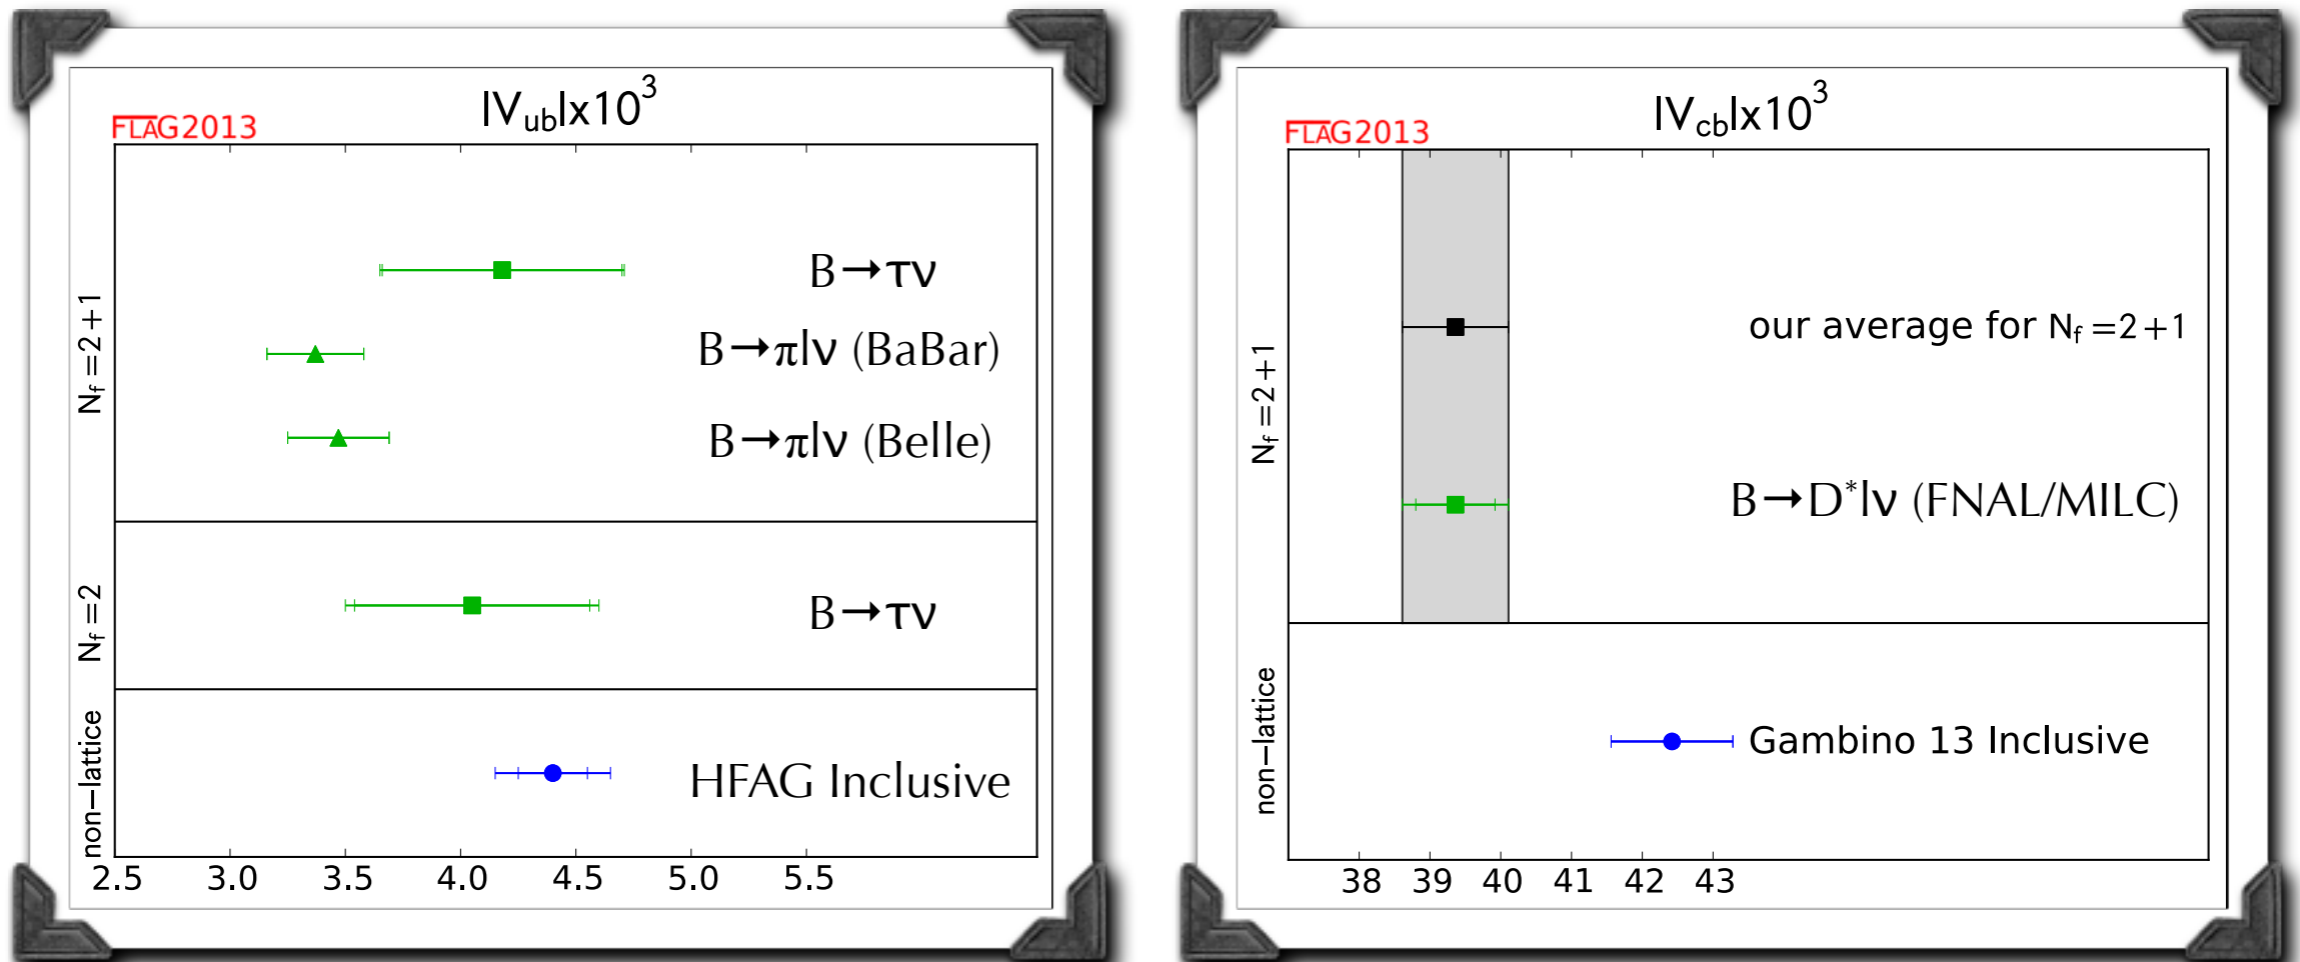 |V_ub|x10^3
FLAG2013
N_f=2+1
B→τν
B→πlν (BaBar)
B→πlν (Belle)
N_f=2
B→τν
non−lattice
HFAG Inclusive
2.5 3.0 3.5 4.0 4.5 5.0 5.5
|V_cb|x10^3
FLAG2013
N_f=2+1
our average for N_f=2+1
B→D*lν (FNAL/MILC)
non−lattice
Gambino 13 Inclusive
38 39 40 41 42 43